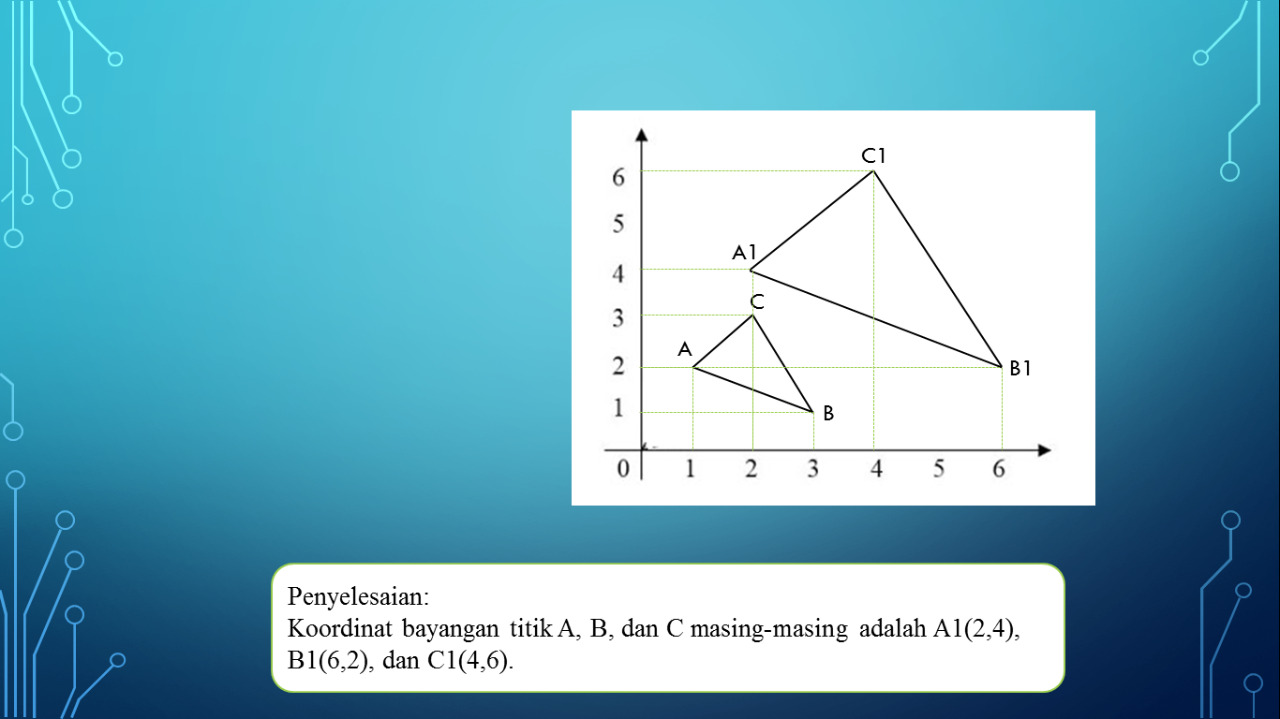 C1
6
5
A1
4
C
3
A
2
B1
1
B
0 1 2 3 4 5 6
Penyelesaian:
Koordinat bayangan titik A, B, dan C masing-masing adalah A1(2,4),
B1(6,2), dan C1(4,6).